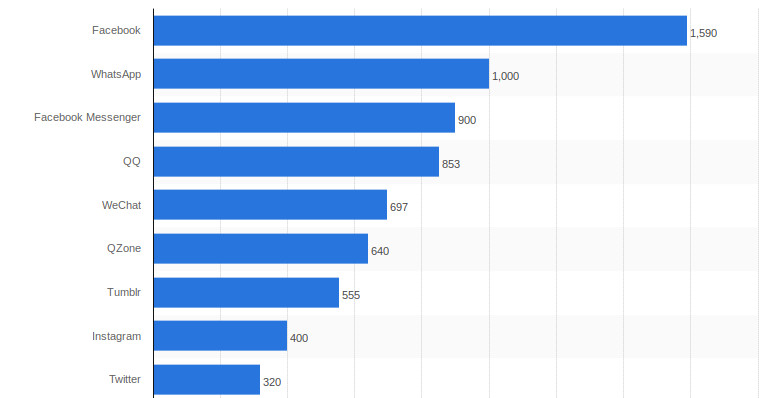 Facebook 1,590
WhatsApp 1,000
Facebook Messenger 900
QQ 853
WeChat 697
QZone 640
Tumblr 555
Instagram 400
Twitter 320